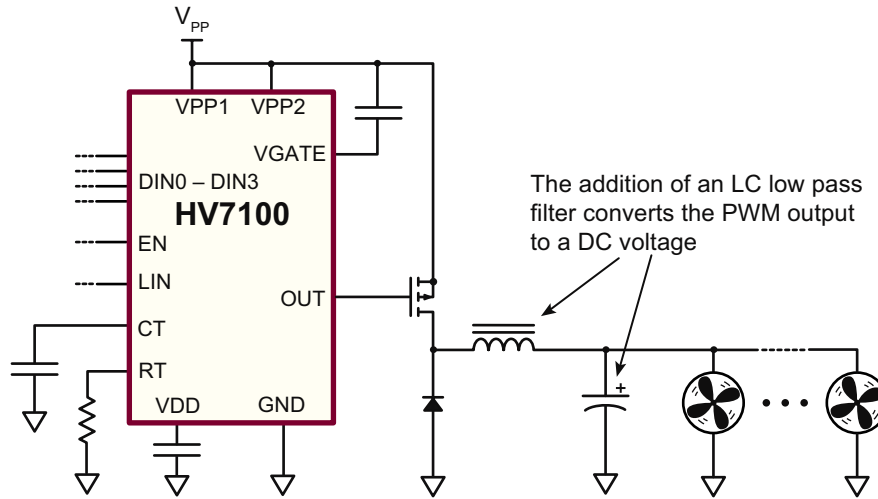 VPP
VPP1 VPP2
VGATE
DIN0 – DIN3
HV7100
EN
LIN
OUT
CT
RT
VDD GND
The addition of an LC low pass
filter converts the PWM output
to a DC voltage
+